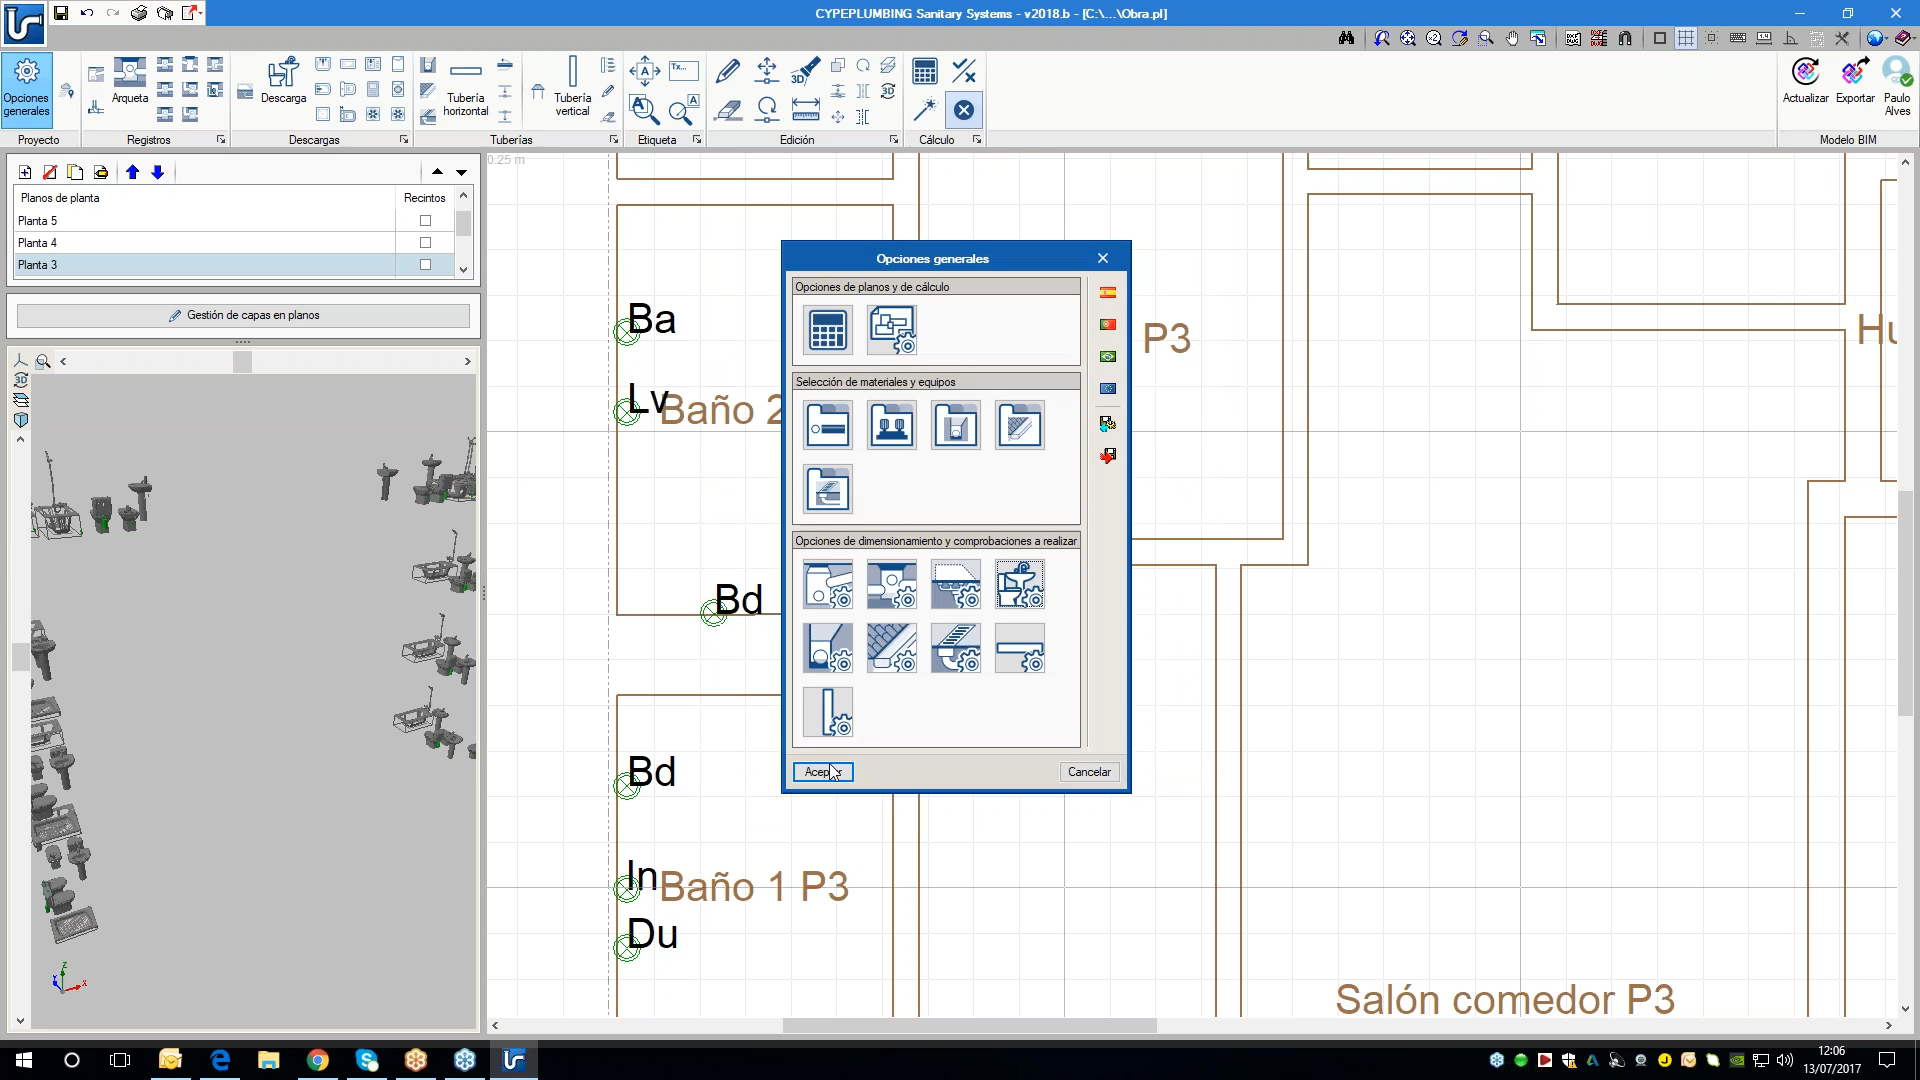 CYPEPLUMBING Sanitary Systems - v2018.b - [C:\...\Obra.pl]
Opciones generales
Arqueta
Descarga
Tubería horizontal
Tubería vertical
Actualizar
Exportar
Paulo Alves
Proyecto
Registros
Descargas
Tuberías
Etiqueta
Edición
Cálculo
Modelo BIM
Planos de planta
Recintos
Planta 5
Planta 4
Planta 3
Gestión de capas en planos
0.25 m
Ba
Lv
Baño 2
Bd
Bd
In
Baño 1 P3
Du
P3
Salón comedor P3
Opciones generales
Opciones de planos y de cálculo
Selección de materiales y equipos
Opciones de dimensionamiento y comprobaciones a realizar
Cancelar
12:06
13/07/2017